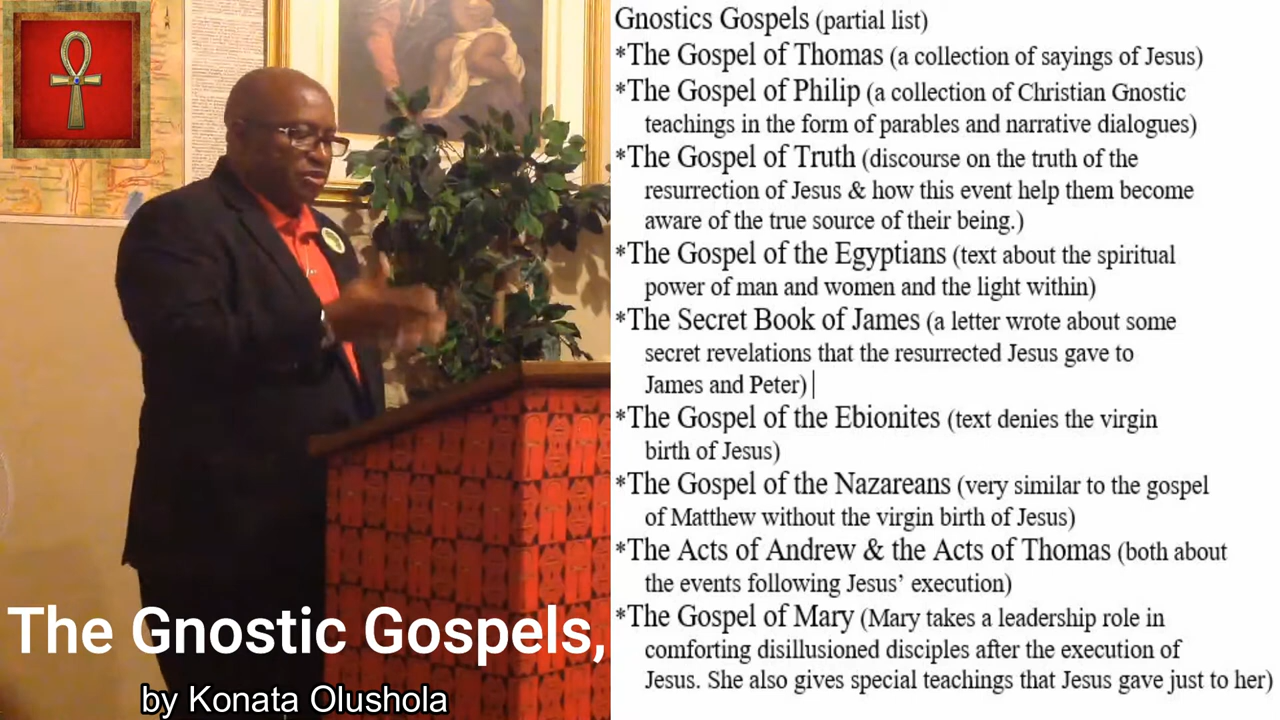 The Gnostic Gospels,
by Konata Olushola
Gnostics Gospels (partial list)
*The Gospel of Thomas (a collection of sayings of Jesus)
*The Gospel of Philip (a collection of Christian Gnostic
teachings in the form of parables and narrative dialogues)
*The Gospel of Truth (discourse on the truth of the
resurrection of Jesus & how this event help them become
aware of the true source of their being.)
*The Gospel of the Egyptians (text about the spiritual
power of man and women and the light within)
*The Secret Book of James (a letter wrote about some
secret revelations that the resurrected Jesus gave to
James and Peter)
*The Gospel of the Ebionites (text denies the virgin
birth of Jesus)
*The Gospel of the Nazareans (very similar to the gospel
of Matthew without the virgin birth of Jesus)
*The Acts of Andrew & the Acts of Thomas (both about
the events following Jesus’ execution)
*The Gospel of Mary (Mary takes a leadership role in
comforting disillusioned disciples after the execution of
Jesus. She also gives special teachings that Jesus gave just to her)